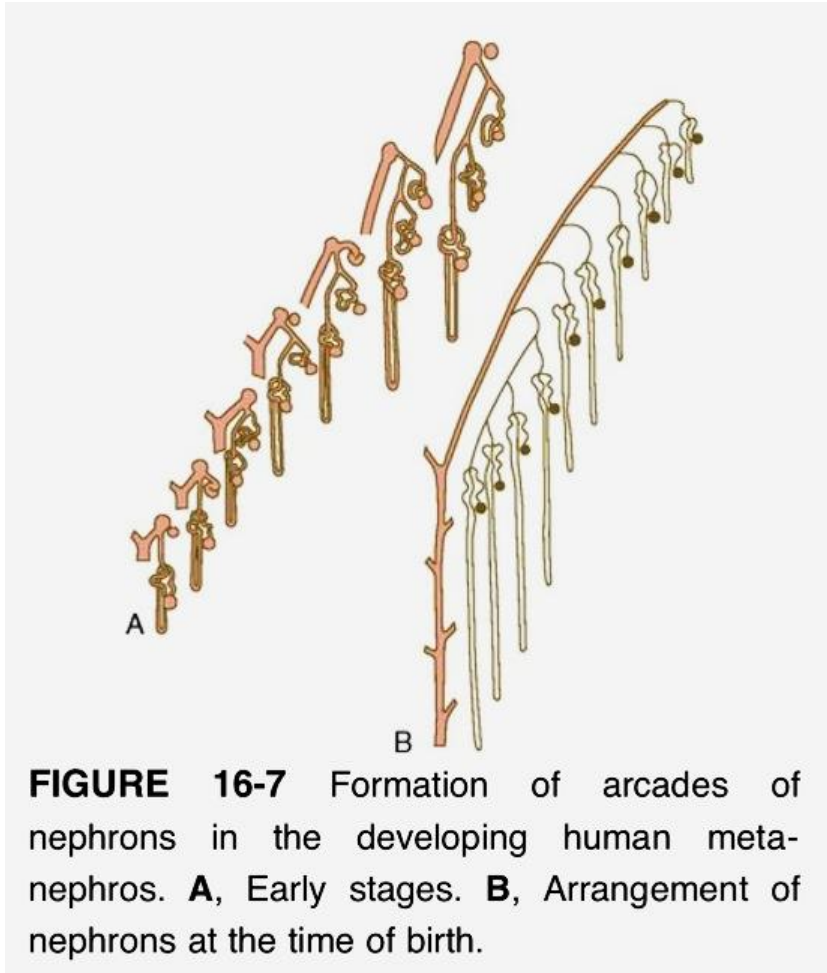 A
B
FIGURE 16-7 Formation of arcades of
nephrons in the developing human meta-
nephros. A, Early stages. B, Arrangement of
nephrons at the time of birth.